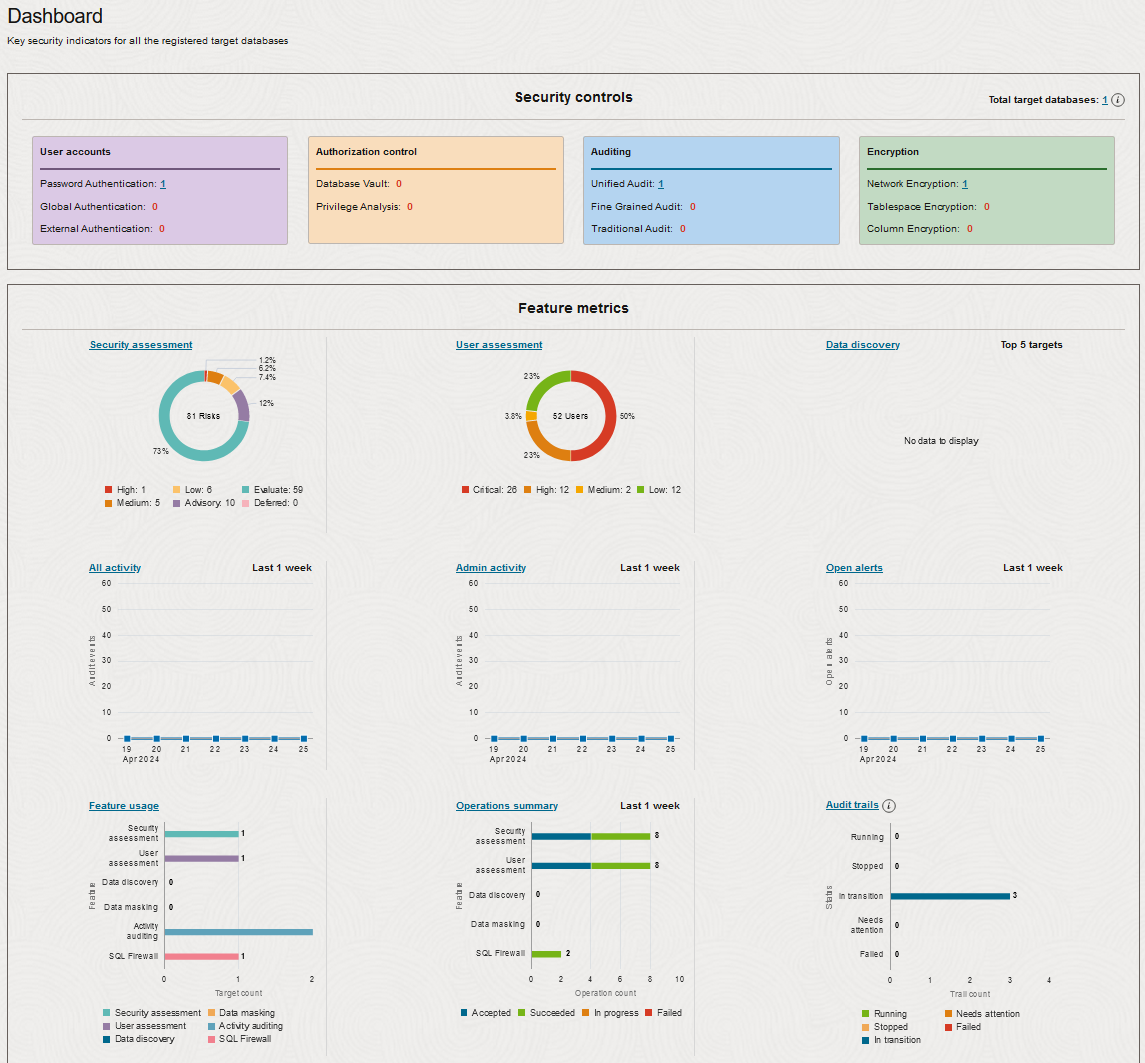 Dashboard
Key security indicators for all the registered target databases
Security controls
Total target databases: 1 i
User accounts
Password Authentication: 1
Global Authentication: 0
External Authentication: 0
Authorization control
Database Vault: 0
Privilege Analysis: 0
Auditing
Unified Audit: 1
Fine Grained Audit: 0
Traditional Audit: 0
Encryption
Network Encryption: 1
Tablespace Encryption: 0
Column Encryption: 0
Feature metrics
Security assessment
1.2%
6.2%
7.4%
12%
73%
81 Risks
High: 1
Low: 6
Evaluate: 59
Medium: 5
Advisory: 10
Deferred: 0
User assessment
23%
3.8%
52 Users
50%
23%
Critical: 26
High: 12
Medium: 2
Low: 12
Data discovery
Top 5 targets
No data to display
All activity
Last 1 week
Audit events
60
50
40
30
20
10
0
19 20 21 22 23 24 25
Apr 2024
Admin activity
Last 1 week
Audit events
60
50
40
30
20
10
0
19 20 21 22 23 24 25
Apr 2024
Open alerts
Last 1 week
Open alerts
60
50
40
30
20
10
0
19 20 21 22 23 24 25
Apr 2024
Feature usage
Feature
Security
assessment 1
User
assessment 1
Data discovery 0
Data masking 0
Activity
auditing
SQL Firewall 1
0 1 2
Target count
Security assessment
Data masking
User assessment
Activity auditing
Data discovery
SQL Firewall
Operations summary
Last 1 week
Feature
Security
assessment 8
User
assessment 8
Data discovery 0
Data masking 0
SQL Firewall 2
0 2 4 6 8 10
Operation count
Accepted
Succeeded
In progress
Failed
Audit trails i
Status
Running 0
Stopped 0
In transition 3
Needs
attention 0
Failed 0
0 1 2 3 4
Trail count
Running
Needs attention
Stopped
Failed
In transition